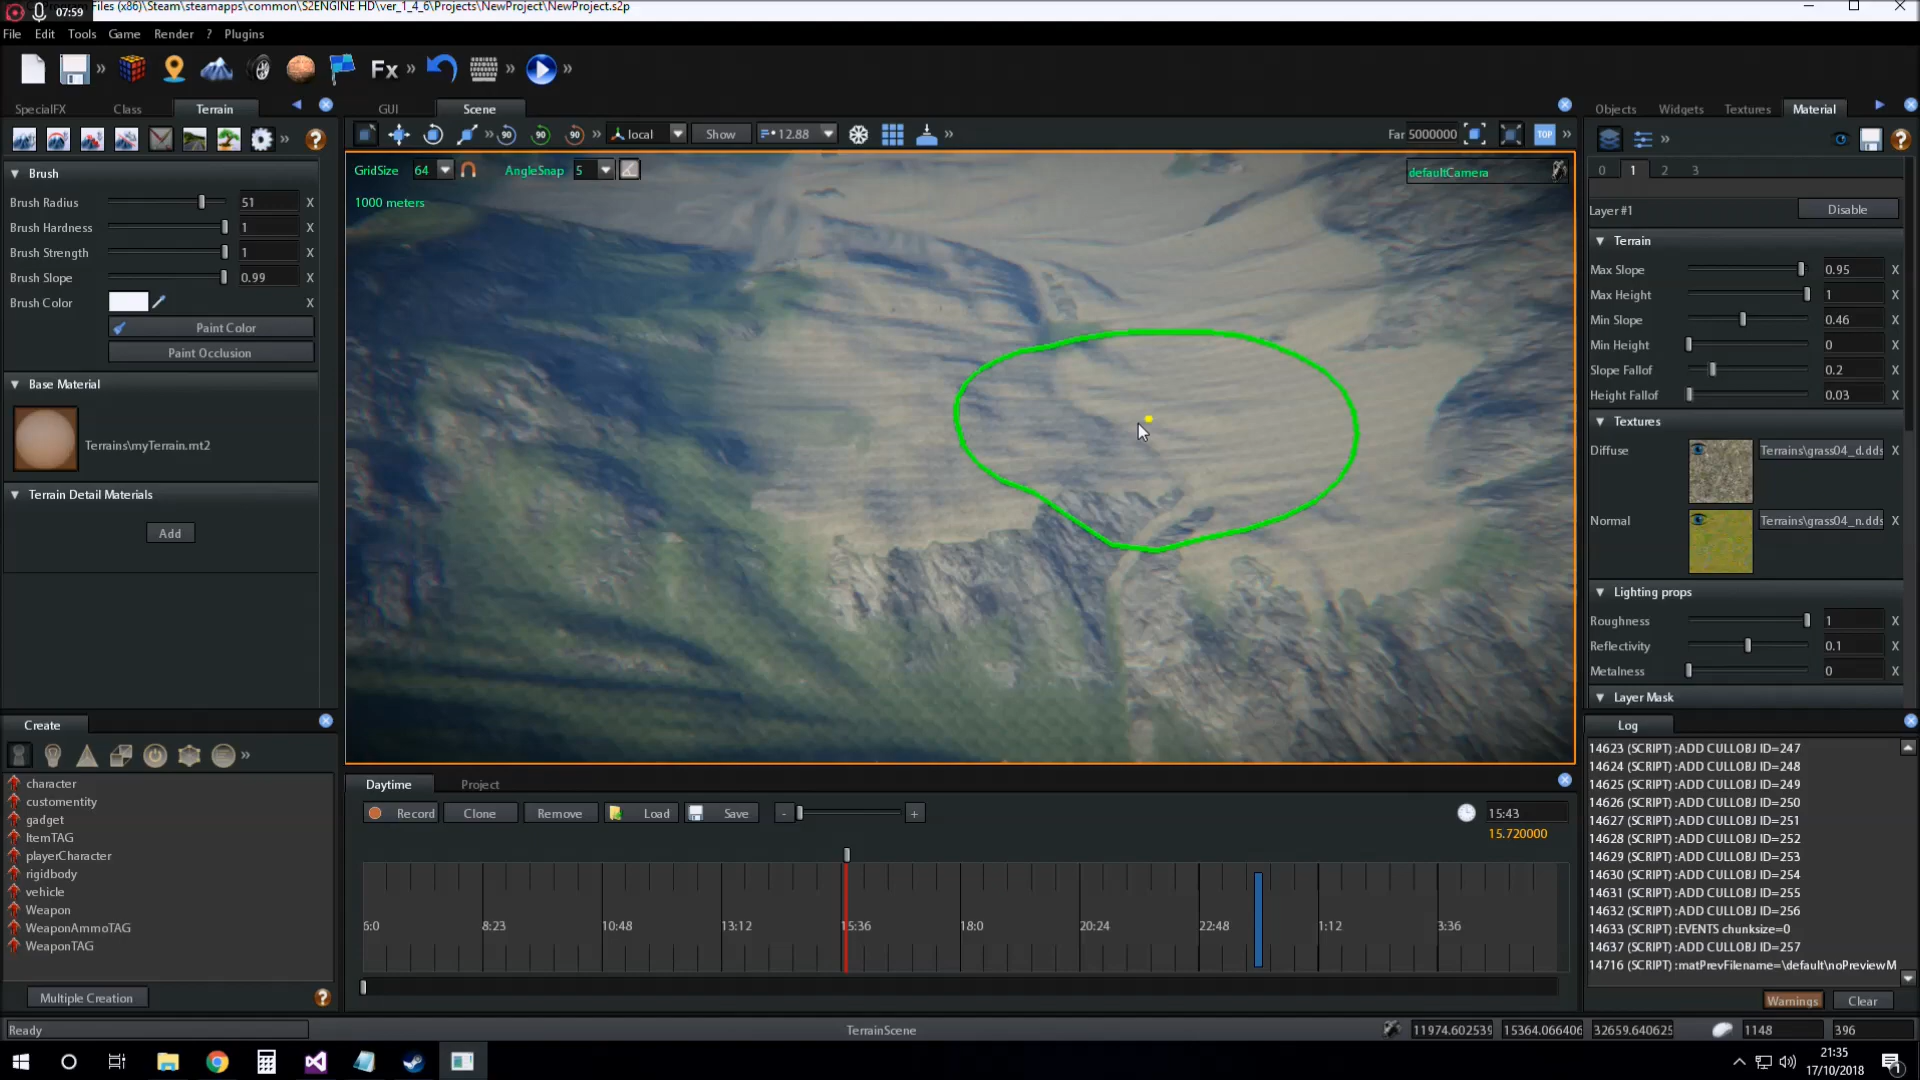 07:59
Files (x86)\Steam\steamapps\common\S2ENGINE HD\ver_1_4_6\Projects\NewProject\NewProject.s2p
File Edit Tools Game Render ? Plugins
Fx
SpecialFX Class Terrain
GUI Scene
Objects Widgets Textures Material
90 90 90 local Show 12.88 Far 5000000 TOP
Brush
Brush Radius 51 X
Brush Hardness 1 X
Brush Strength 1 X
Brush Slope 0.99 X
Brush Color X
Paint Color
Paint Occlusion
Base Material
Terrains\myTerrain.mt2
Terrain Detail Materials
Add
GridSize 64 AngleSnap 5
1000 meters
defaultCamera
0 1 2 3
Layer #1 Disable
Terrain
Max Slope 0.95 X
Max Height 1 X
Min Slope 0.46 X
Min Height 0 X
Slope Fallof 0.2 X
Height Fallof 0.03 X
Textures
Diffuse Terrains\grass04_d.dds X
Normal Terrains\grass04_n.dds X
Lighting props
Roughness 1 X
Reflectivity 0.1 X
Metalness 0 X
Layer Mask
Create
character
customentity
gadget
ItemTAG
playerCharacter
rigidbody
vehicle
Weapon
WeaponAmmoTAG
WeaponTAG
Multiple Creation
Daytime Project
Record Clone Remove Load Save - + 15:43
15.720000
6:0 8:23 10:48 13:12 15:36 18:0 20:24 22:48 1:12 3:36
Log
14623 (SCRIPT) :ADD CULLOBJ ID=247
14624 (SCRIPT) :ADD CULLOBJ ID=248
14625 (SCRIPT) :ADD CULLOBJ ID=249
14626 (SCRIPT) :ADD CULLOBJ ID=250
14627 (SCRIPT) :ADD CULLOBJ ID=251
14628 (SCRIPT) :ADD CULLOBJ ID=252
14629 (SCRIPT) :ADD CULLOBJ ID=253
14630 (SCRIPT) :ADD CULLOBJ ID=254
14631 (SCRIPT) :ADD CULLOBJ ID=255
14632 (SCRIPT) :ADD CULLOBJ ID=256
14633 (SCRIPT) :EVENTS chunksize=0
14637 (SCRIPT) :ADD CULLOBJ ID=257
14716 (SCRIPT) :matPrevFilename=\default\noPreviewM
Warnings Clear
Ready TerrainScene 11974.602539 15364.066406 32659.640625 1148 396
21:35
17/10/2018
1